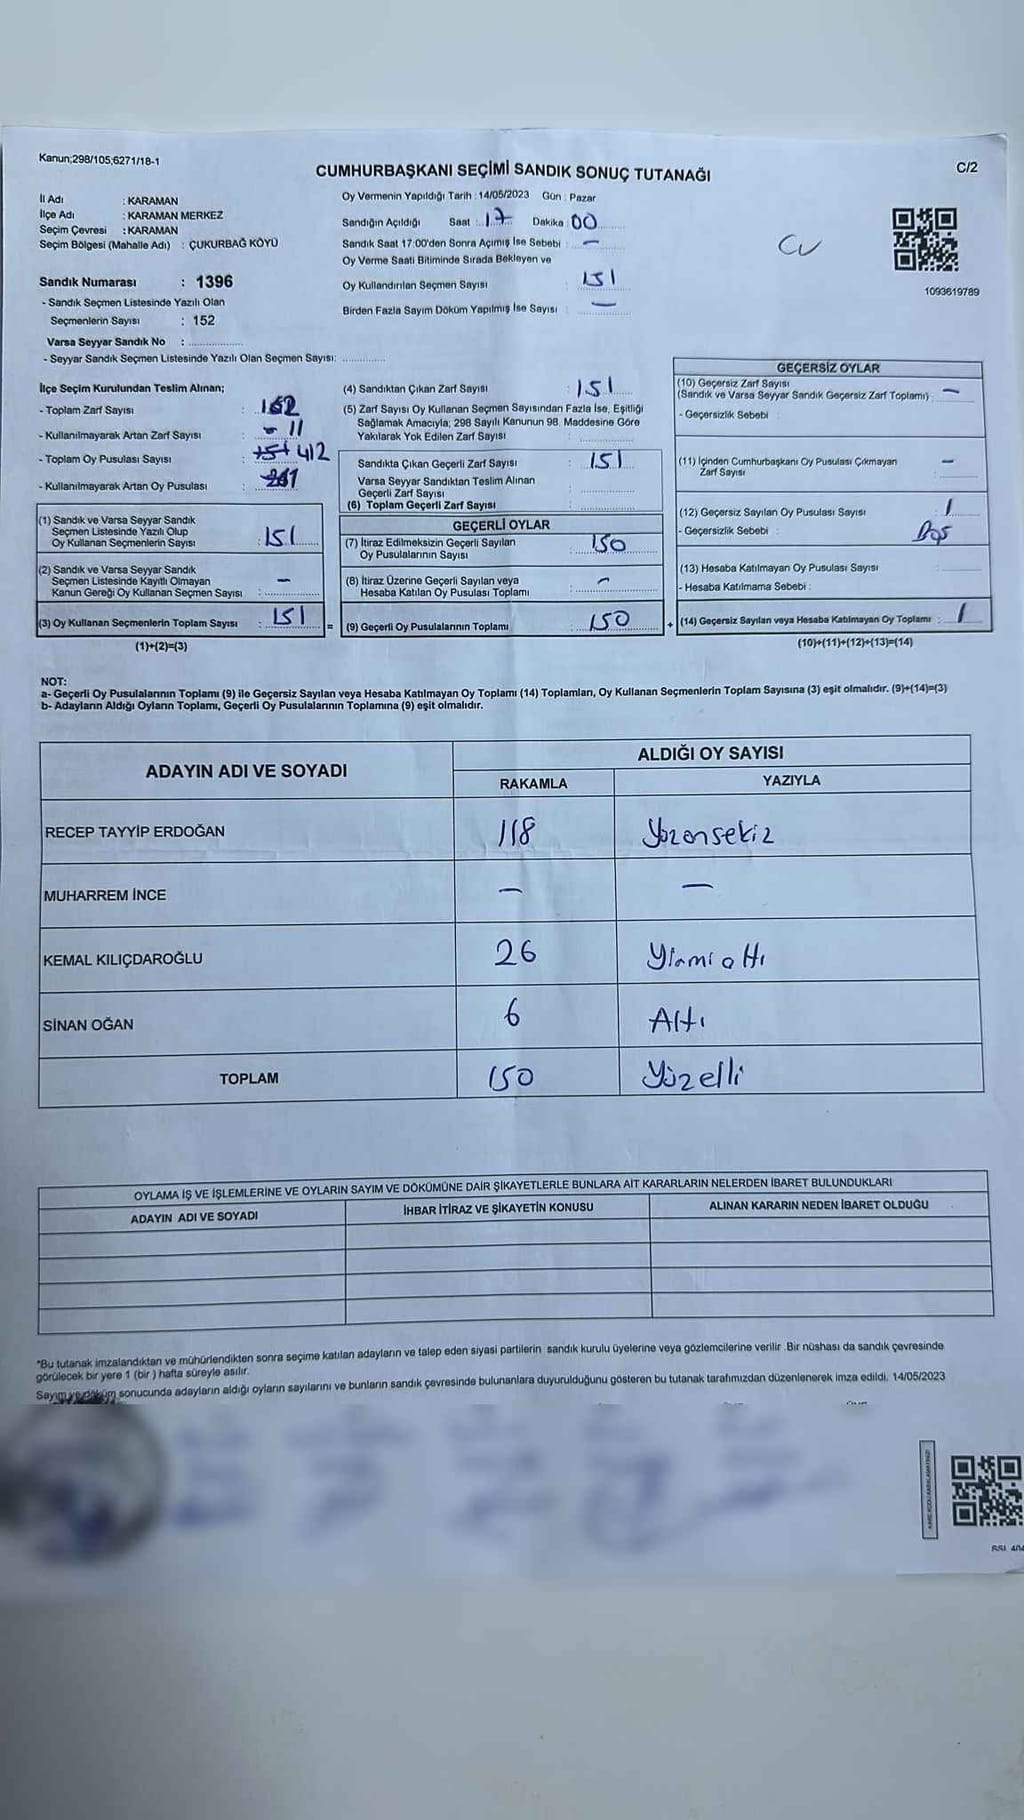 Kanun;298/105;6271/18-1
CUMHURBAŞKANI SEÇİMİ SANDIK SONUÇ TUTANAĞI
C/2
İl Adı : KARAMAN
İlçe Adı : KARAMAN MERKEZ
Seçim Çevresi : KARAMAN
Seçim Bölgesi (Mahalle Adı) : ÇUKURBAĞ KÖYÜ
Sandık Numarası : 1396
- Sandık Seçmen Listesinde Yazılı Olan
Seçmenlerin Sayısı : 152
Varsa Seyyar Sandık No :
- Seyyar Sandık Seçmen Listesinde Yazılı Olan Seçmen Sayısı:
Oy Vermenin Yapıldığı Tarih : 14/05/2023 Gün : Pazar
Sandığın Açıldığı Saat : 17 Dakika : 00
Sandık Saat 17:00'den Sonra Açımış İse Sebebi : —
Oy Verme Saati Bitiminde Sırada Bekleyen ve
Oy Kullandırılan Seçmen Sayısı : 151
Birden Fazla Sayım Döküm Yapılmış İse Sayısı : —
1093619789
İlçe Seçim Kurulundan Teslim Alınan;
- Toplam Zarf Sayısı : 162
- Kullanılmayarak Artan Zarf Sayısı : 11
- Toplam Oy Pusulası Sayısı : 412
- Kullanılmayarak Artan Oy Pusulası : 261
(1) Sandık ve Varsa Seyyar Sandık
Seçmen Listesinde Yazılı Olup
Oy Kullanan Seçmenlerin Sayısı : 151
(2) Sandık ve Varsa Seyyar Sandık
Seçmen Listesinde Kayıtlı Olmayan
Kanun Gereği Oy Kullanan Seçmen Sayısı : —
(3) Oy Kullanan Seçmenlerin Toplam Sayısı : 151 =
(1)+(2)=(3)
(4) Sandıktan Çıkan Zarf Sayısı : 151
(5) Zarf Sayısı Oy Kullanan Seçmen Sayısından Fazla İse, Eşitliği
Sağlamak Amacıyla; 298 Sayılı Kanunun 98. Maddesine Göre
Yakılarak Yok Edilen Zarf Sayısı :
Sandıkta Çıkan Geçerli Zarf Sayısı : 151
Varsa Seyyar Sandıktan Teslim Alınan
Geçerli Zarf Sayısı
(6) Toplam Geçerli Zarf Sayısı :
GEÇERLİ OYLAR
(7) İtiraz Edilmeksizin Geçerli Sayılan
Oy Pusulalarının Sayısı : 150
(8) İtiraz Üzerine Geçerli Sayılan veya
Hesaba Katılan Oy Pusulası Toplamı : —
(9) Geçerli Oy Pusulalarının Toplamı : 150 +
GEÇERSİZ OYLAR
(10) Geçersiz Zarf Sayısı
(Sandık ve Varsa Seyyar Sandık Geçersiz Zarf Toplamı) : —
- Geçersizlik Sebebi :
(11) İçinden Cumhurbaşkanı Oy Pusulası Çıkmayan
Zarf Sayısı —
(12) Geçersiz Sayılan Oy Pusulası Sayısı : 1
- Geçersizlik Sebebi : Boş
(13) Hesaba Katılmayan Oy Pusulası Sayısı
- Hesaba Katılmama Sebebi :
(14) Geçersiz Sayılan veya Hesaba Katılmayan Oy Toplamı : 1
(10)+(11)+(12)+(13)=(14)
NOT:
a- Geçerli Oy Pusulalarının Toplamı (9) ile Geçersiz Sayılan veya Hesaba Katılmayan Oy Toplamı (14) Toplamları, Oy Kullanan Seçmenlerin Toplam Sayısına (3) eşit olmalıdır. (9)+(14)=(3)
b- Adayların Aldığı Oyların Toplamı, Geçerli Oy Pusulalarının Toplamına (9) eşit olmalıdır.
ADAYIN ADI VE SOYADI
ALDIĞI OY SAYISI
RAKAMLA YAZIYLA
RECEP TAYYİP ERDOĞAN 118 Yüzonsekiz
MUHARREM İNCE — —
KEMAL KILIÇDAROĞLU 26 Yirmi altı
SİNAN OĞAN 6 Altı
TOPLAM 150 Yüzelli
OYLAMA İŞ VE İŞLEMLERİNE VE OYLARIN SAYIM VE DÖKÜMÜNE DAİR ŞİKAYETLERLE BUNLARA AİT KARARLARIN NELERDEN İBARET BULUNDUKLARI
ADAYIN ADI VE SOYADI İHBAR İTİRAZ VE ŞİKAYETİN KONUSU ALINAN KARARIN NEDEN İBARET OLDUĞU
*Bu tutanak imzalandıktan ve mühürlendikten sonra seçime katılan adayların ve talep eden siyasi partilerin sandık kurulu üyelerine veya gözlemcilerine verilir. Bir nüshası da sandık çevresinde
görülecek bir yere 1 (bir) hafta süreyle asılır.
Sayım ve döküm sonucunda adayların aldığı oyların sayılarını ve bunların sandık çevresinde bulunanlara duyurulduğunu gösteren bu tutanak tarafımızdan düzenlenerek imza edildi. 14/05/2023